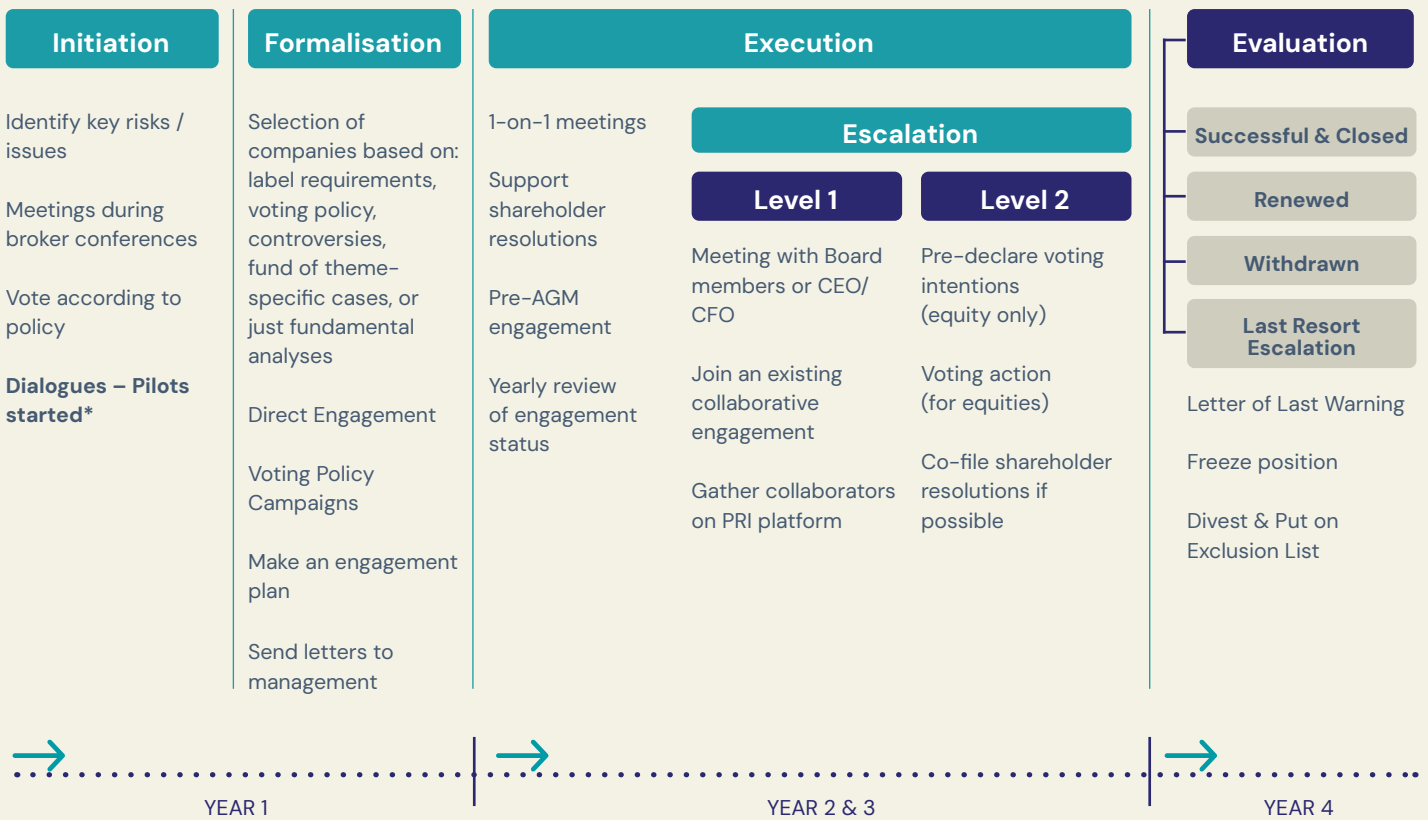 Initiation
Identify key risks /
issues
Meetings during
broker conferences
Vote according to
policy
Dialogues – Pilots
started*
Formalisation
Selection of
companies based on:
label requirements,
voting policy,
controversies,
fund of theme-
specific cases, or
just fundamental
analyses
Direct Engagement
Voting Policy
Campaigns
Make an engagement
plan
Send letters to
management
Execution
1-on-1 meetings
Support
shareholder
resolutions
Pre-AGM
engagement
Yearly review
of engagement
status
Escalation
Level 1
Meeting with Board
members or CEO/
CFO
Join an existing
collaborative
engagement
Gather collaborators
on PRI platform
Level 2
Pre-declare voting
intentions
(equity only)
Voting action
(for equities)
Co-file shareholder
resolutions if
possible
Evaluation
Successful & Closed
Renewed
Withdrawn
Last Resort
Escalation
Letter of Last Warning
Freeze position
Divest & Put on
Exclusion List
YEAR 1
YEAR 2 & 3
YEAR 4